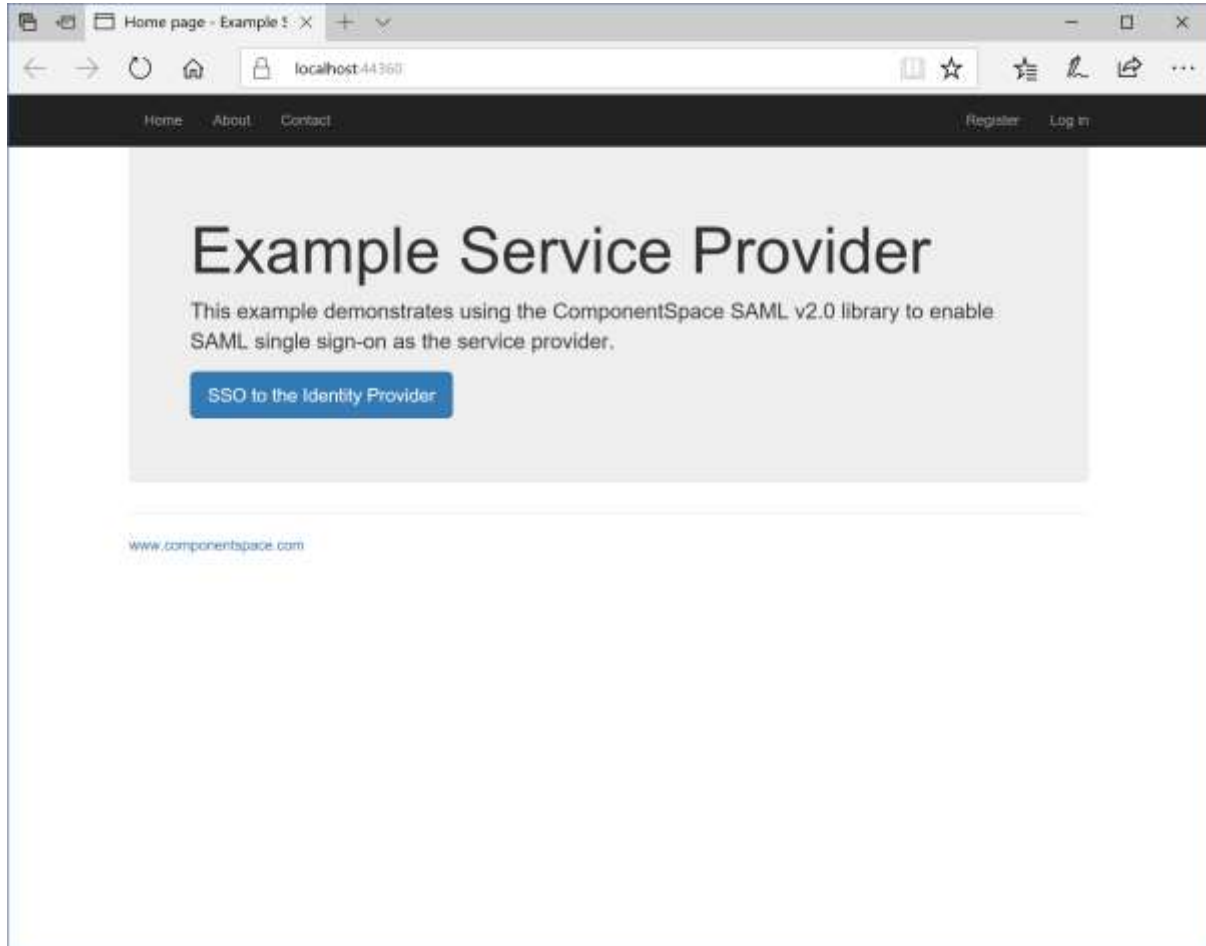 Home page - Example S
localhost:44360
Home About Contact Register Log in
Example Service Provider
This example demonstrates using the ComponentSpace SAML v2.0 library to enable
SAML single sign-on as the service provider.
SSO to the Identity Provider
www.componentspace.com